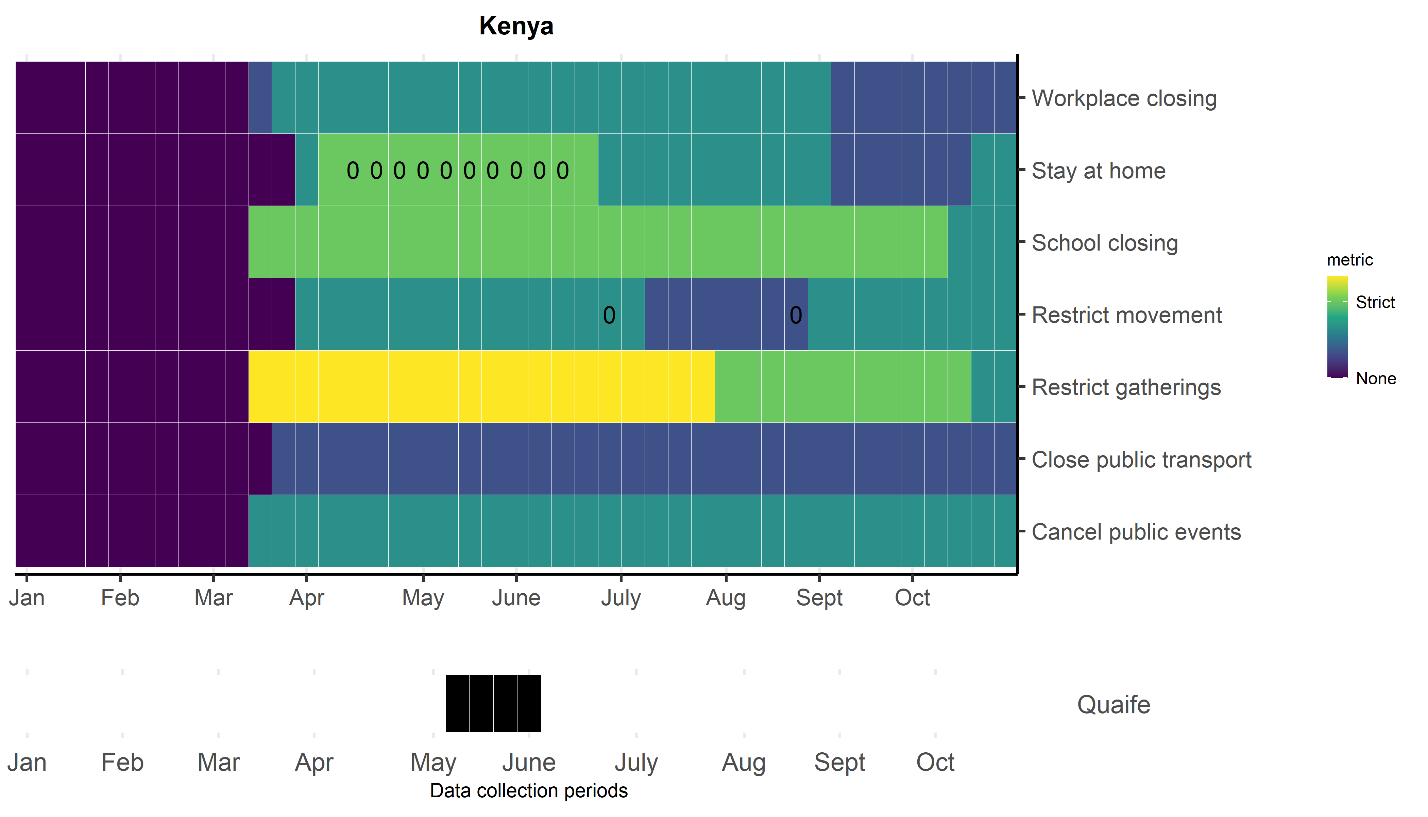 Kenya
Workplace closing
0 0 0 0 0 0 0 0 0 0 Stay at home
School closing
metric
Strict
None
0 0 Restrict movement
Restrict gatherings
Close public transport
Cancel public events
Jan Feb Mar Apr May June July Aug Sept Oct
Quaife
Jan Feb Mar Apr May June July Aug Sept Oct
Data collection periods